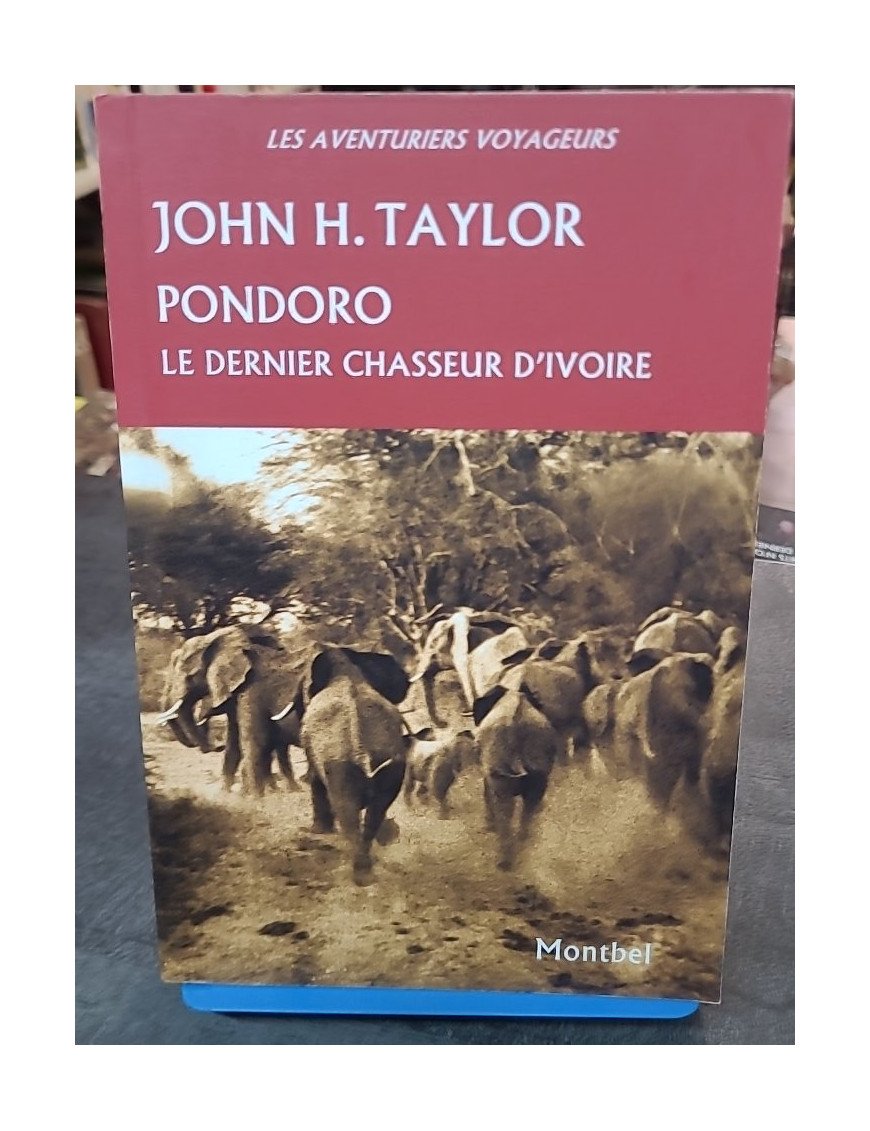 LES AVENTURIERS VOYAGEURS
JOHN H. TAYLOR
PONDORO
LE DERNIER CHASSEUR D'IVOIRE
Montbel